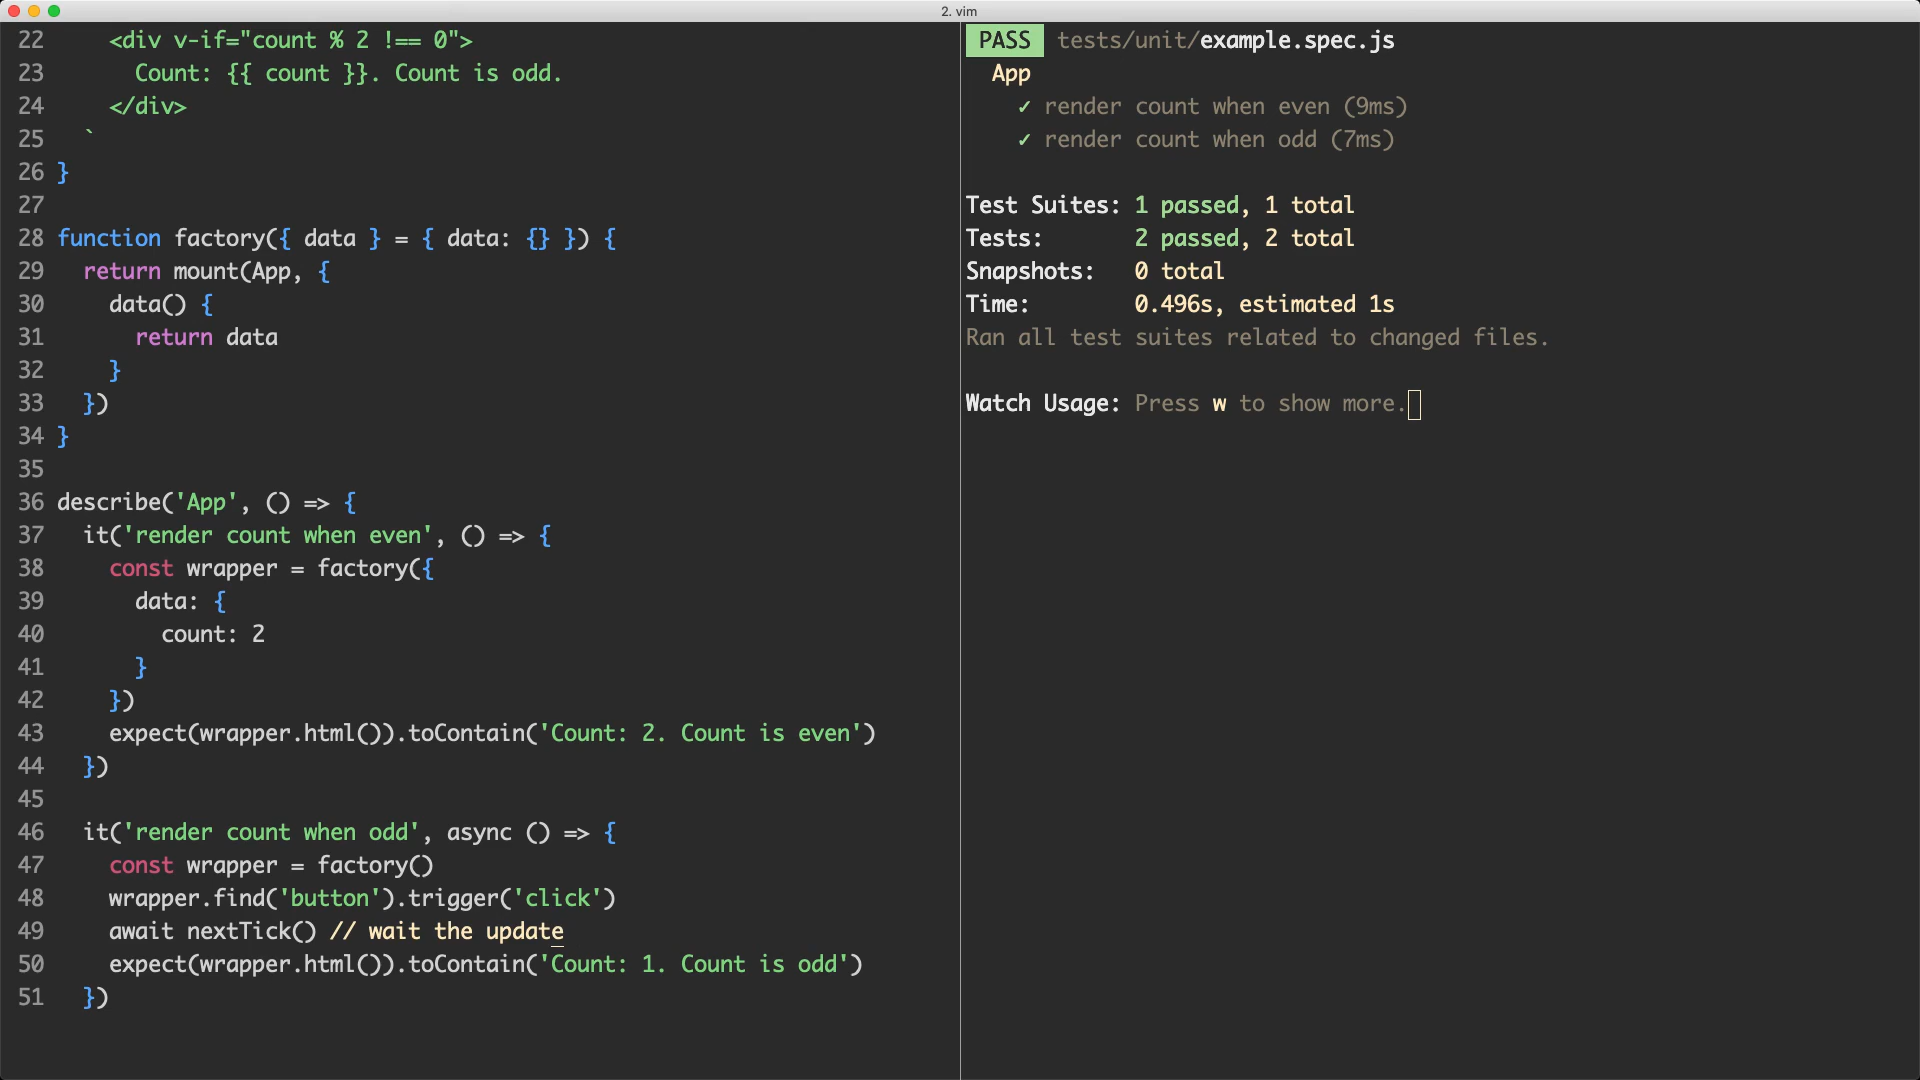 2. vim
22     <div v-if="count % 2 !== 0">
23       Count: {{ count }}. Count is odd.
24     </div>
25   `
26 }
27
28 function factory({ data } = { data: {} }) {
29   return mount(App, {
30     data() {
31       return data
32     }
33   })
34 }
35
36 describe('App', () => {
37   it('render count when even', () => {
38     const wrapper = factory({
39       data: {
40         count: 2
41       }
42     })
43     expect(wrapper.html()).toContain('Count: 2. Count is even')
44   })
45
46   it('render count when odd', async () => {
47     const wrapper = factory()
48     wrapper.find('button').trigger('click')
49     await nextTick() // wait the update
50     expect(wrapper.html()).toContain('Count: 1. Count is odd')
51   })
PASS tests/unit/example.spec.js
App
✓ render count when even (9ms)
✓ render count when odd (7ms)
Test Suites: 1 passed, 1 total
Tests:       2 passed, 2 total
Snapshots:   0 total
Time:        0.496s, estimated 1s
Ran all test suites related to changed files.
Watch Usage: Press w to show more.